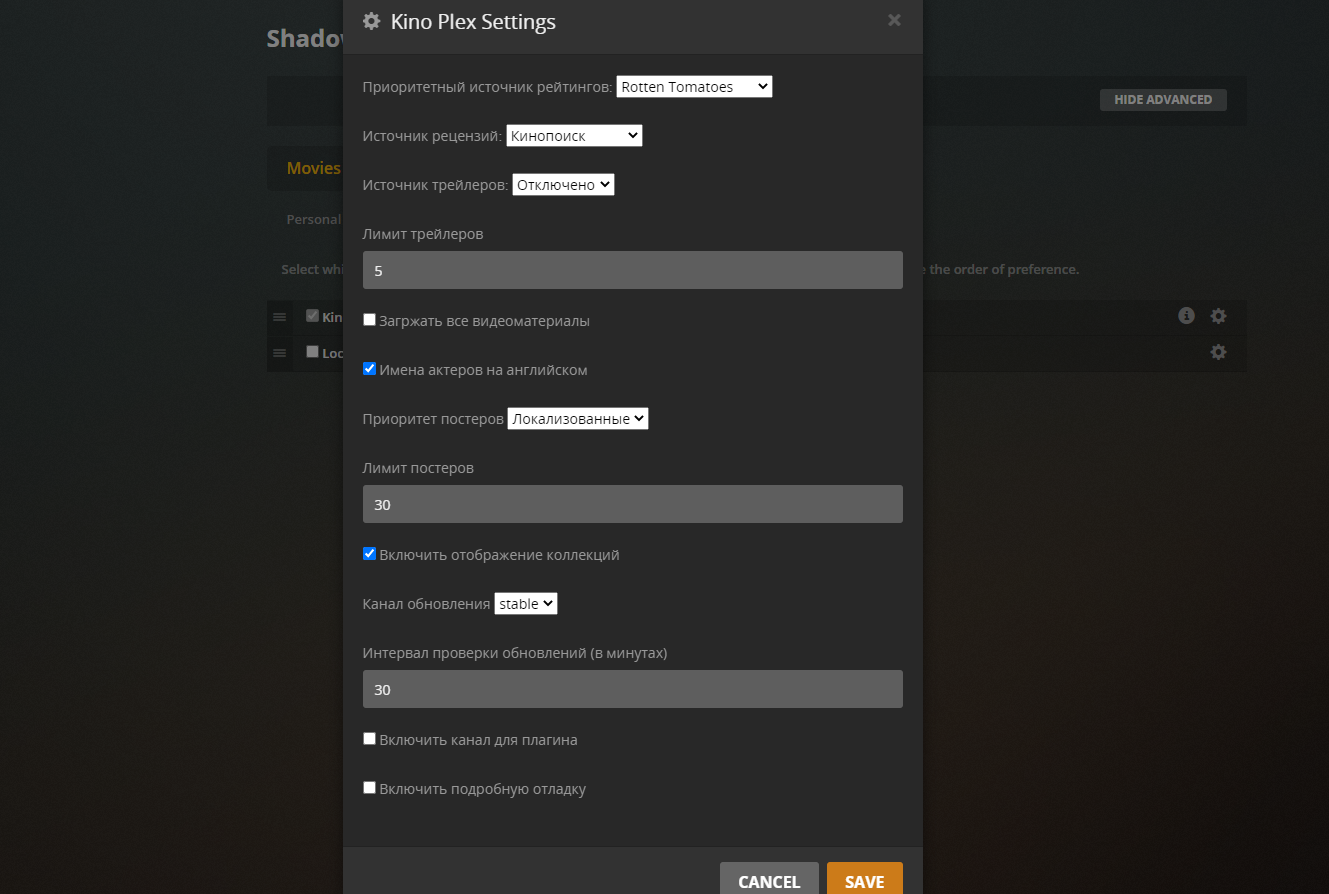 Kino Plex Settings
Shadow
Приоритетный источник рейтингов: Rotten Tomatoes
HIDE ADVANCED
Источник рецензий: Кинопоиск
Movies
Источник трейлеров: Отключено
Personal
Лимит трейлеров
Select whi
e the order of preference.
5
Kin
Загржать все видеоматериалы
Loc
Имена актеров на английском
Приоритет постеров Локализованные
Лимит постеров
30
Включить отображение коллекций
Канал обновления stable
Интервал проверки обновлений (в минутах)
30
Включить канал для плагина
Включить подробную отладку
CANCEL
SAVE